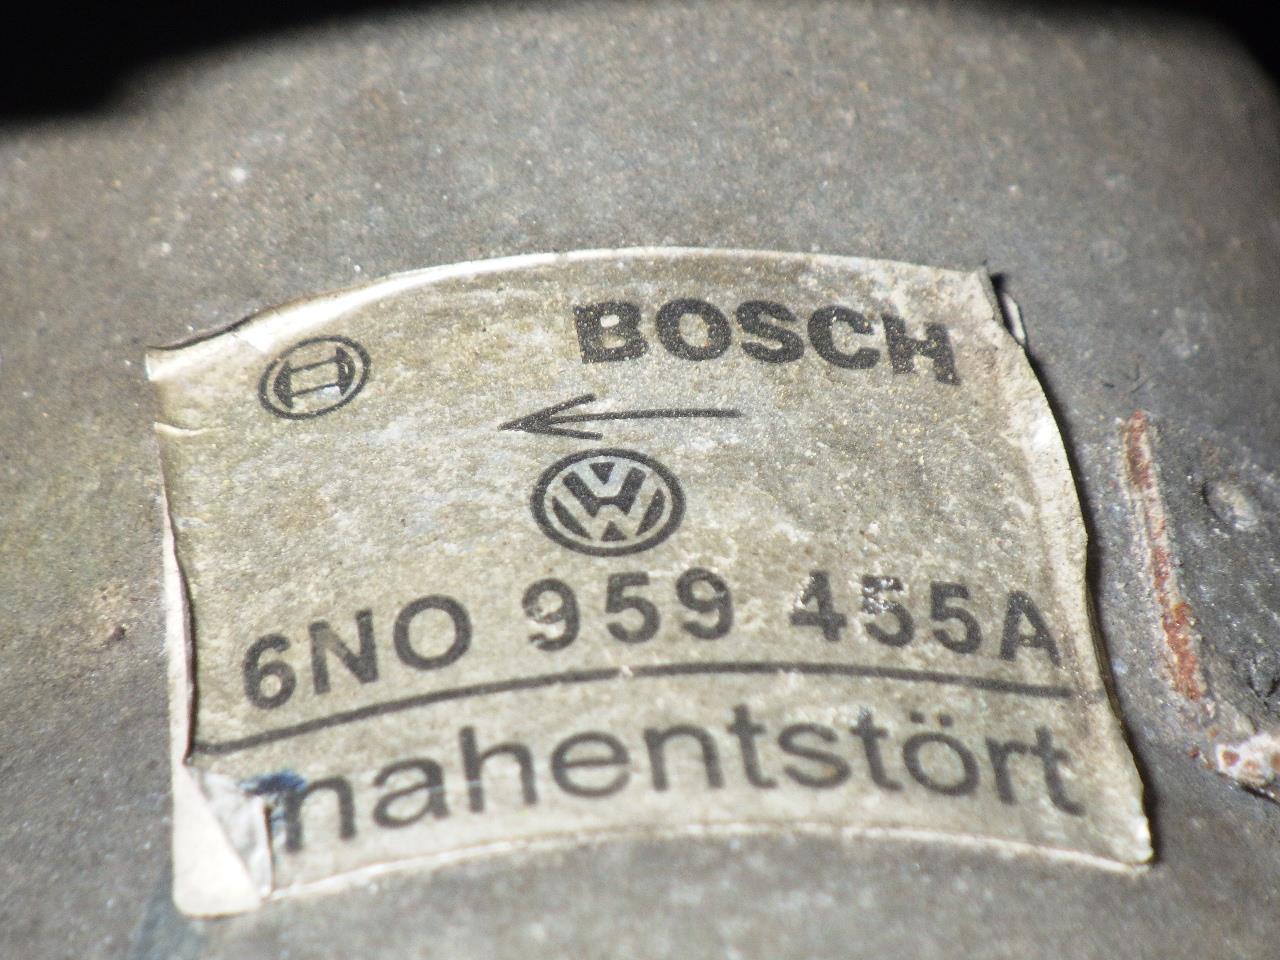 BOSCH
6NO 959 455A
nahentstört